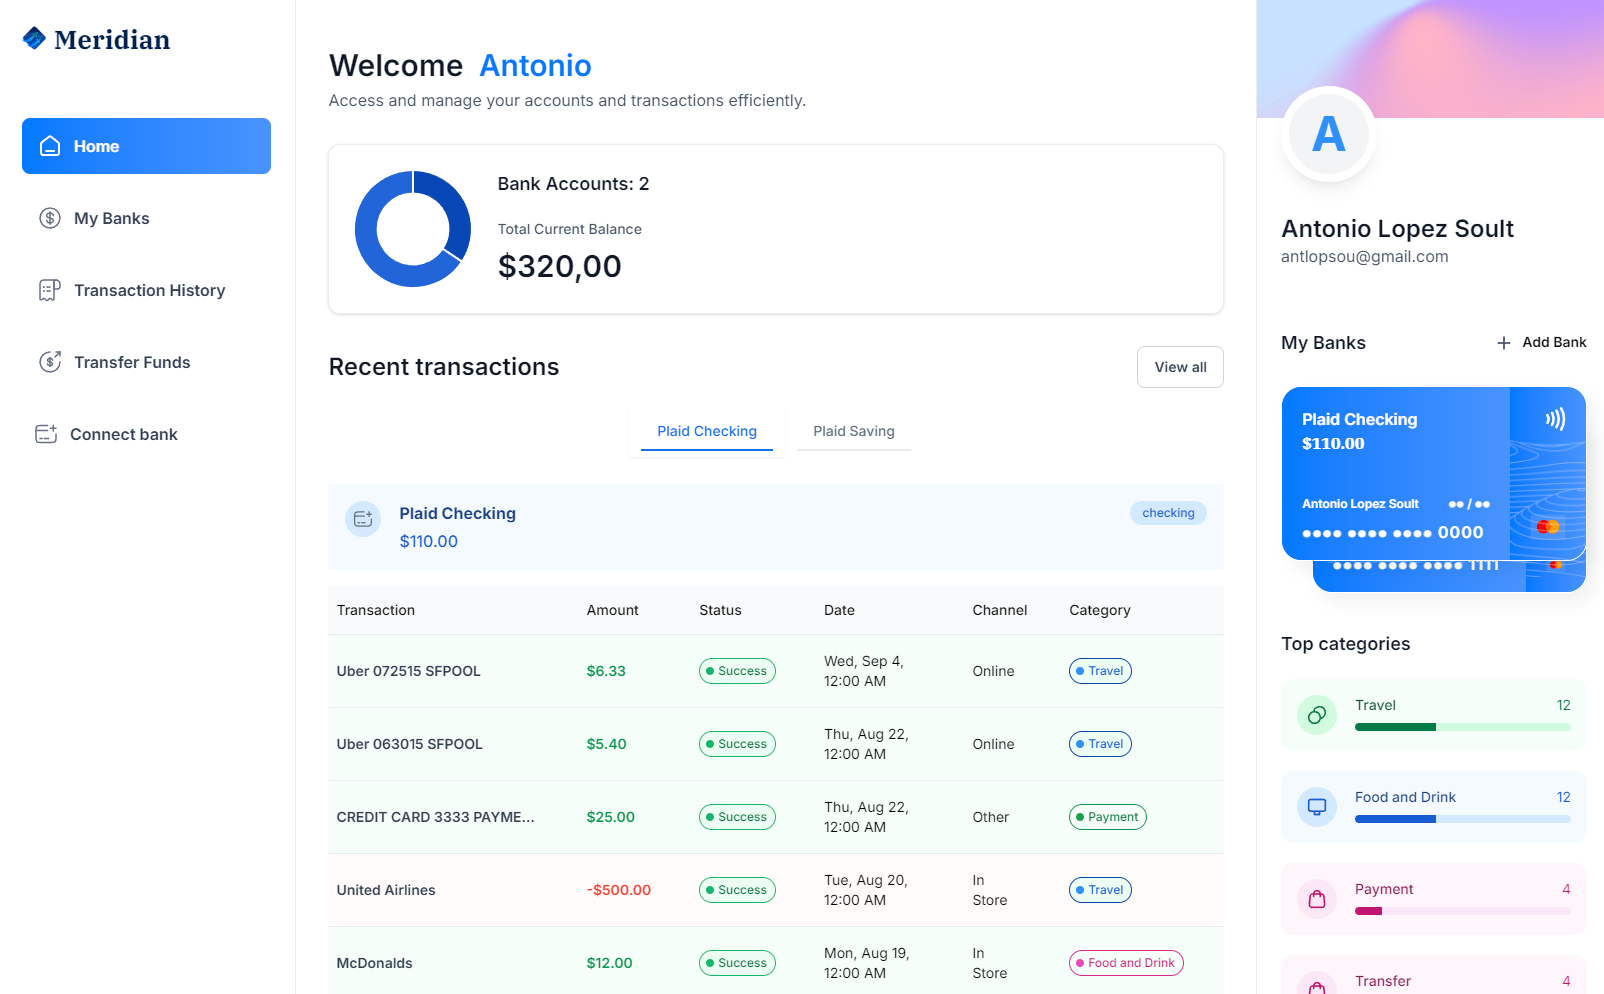 Meridian
Home
My Banks
Transaction History
Transfer Funds
Connect bank
Welcome Antonio
Access and manage your accounts and transactions efficiently.
Bank Accounts: 2
Total Current Balance
$320,00
Recent transactions
View all
Plaid Checking
Plaid Saving
Plaid Checking
$110.00
checking
Transaction Amount Status Date Channel Category
Uber 072515 SFPOOL $6.33 Success Wed, Sep 4, 12:00 AM Online Travel
Uber 063015 SFPOOL $5.40 Success Thu, Aug 22, 12:00 AM Online Travel
CREDIT CARD 3333 PAYME... $25.00 Success Thu, Aug 22, 12:00 AM Other Payment
United Airlines -$500.00 Success Tue, Aug 20, 12:00 AM In Store Travel
McDonalds $12.00 Success Mon, Aug 19, 12:00 AM In Store Food and Drink
A
Antonio Lopez Soult
antlopsou@gmail.com
My Banks
+ Add Bank
Plaid Checking
$110.00
Antonio Lopez Soult ●● / ●●
●●●● ●●●● ●●●● 0000
●●●● ●●●● ●●●● 1111
Top categories
Travel 12
Food and Drink 12
Payment 4
Transfer 4